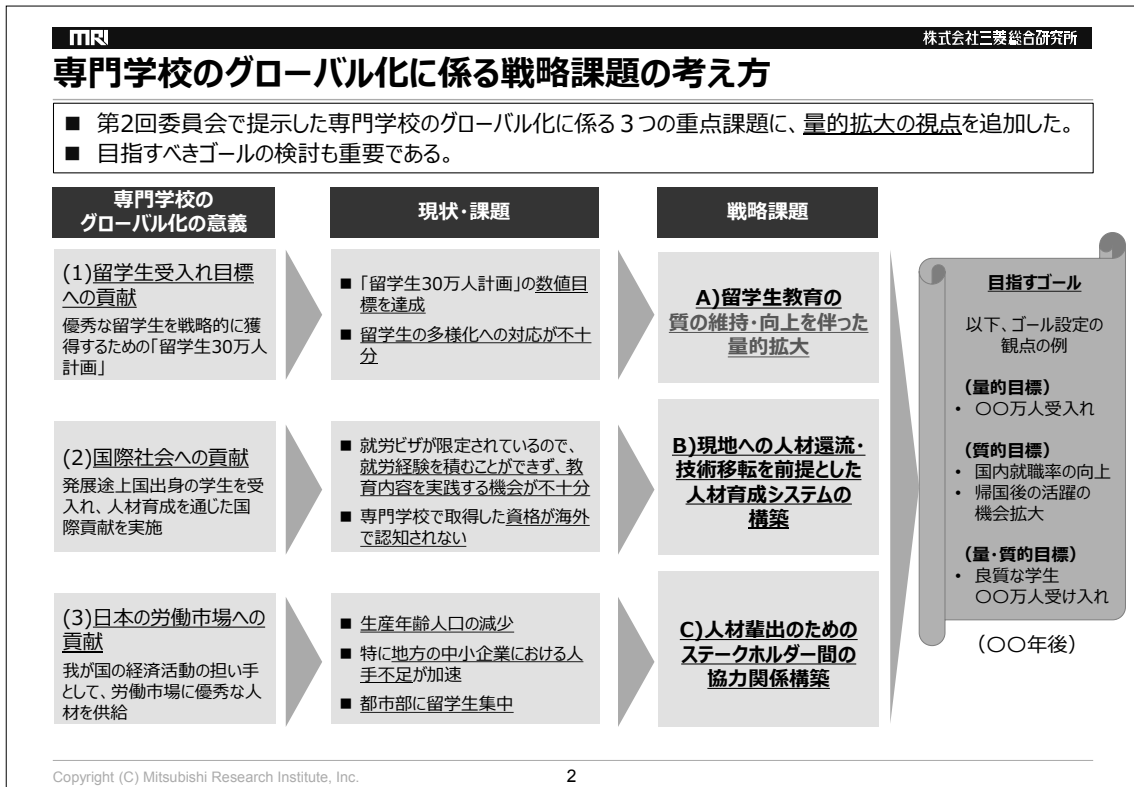 MRI
株式会社三菱総合研究所
専門学校のグローバル化に係る戦略課題の考え方
■ 第2回委員会で提示した専門学校のグローバル化に係る３つの重点課題に、量的拡大の視点を追加した。
■ 目指すべきゴールの検討も重要である。
専門学校の
グローバル化の意義
現状・課題
戦略課題
(1)留学生受入れ目標
への貢献
優秀な留学生を戦略的に獲
得するための「留学生30万人
計画」
■ 「留学生30万人計画」の数値目
標を達成
■ 留学生の多様化への対応が不十
分
A)留学生教育の
質の維持・向上を伴った
量的拡大
(2)国際社会への貢献
発展途上国出身の学生を受
入れ、人材育成を通じた国
際貢献を実施
■ 就労ビザが限定されているので、
就労経験を積むことができず、教
育内容を実践する機会が不十分
■ 専門学校で取得した資格が海外
で認知されない
B)現地への人材還流・
技術移転を前提とした
人材育成システムの
構築
(3)日本の労働市場への
貢献
我が国の経済活動の担い手
として、労働市場に優秀な人
材を供給
■ 生産年齢人口の減少
■ 特に地方の中小企業における人
手不足が加速
■ 都市部に留学生集中
C)人材輩出のための
ステークホルダー間の
協力関係構築
目指すゴール
以下、ゴール設定の
観点の例
（量的目標）
• 〇〇万人受入れ
（質的目標）
• 国内就職率の向上
• 帰国後の活躍の
機会拡大
（量・質的目標）
• 良質な学生
〇〇万人受け入れ
（〇〇年後）
Copyright (C) Mitsubishi Research Institute, Inc.
2